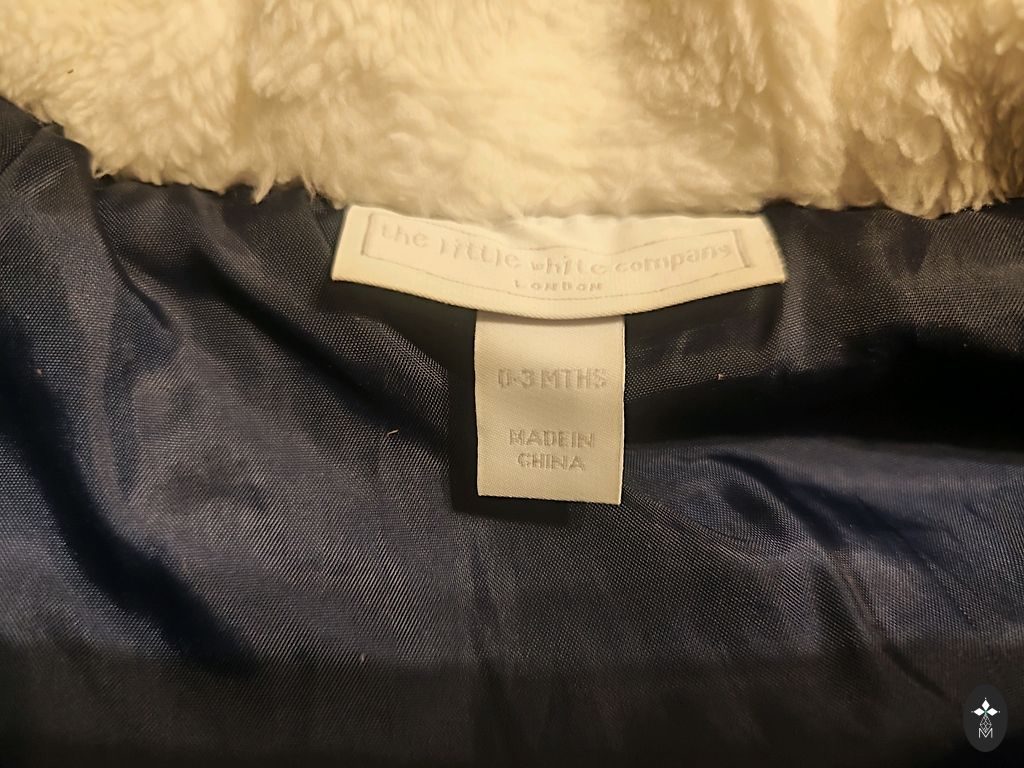 the little white company
LONDON
0-3 MTHS
MADE IN
CHINA
M